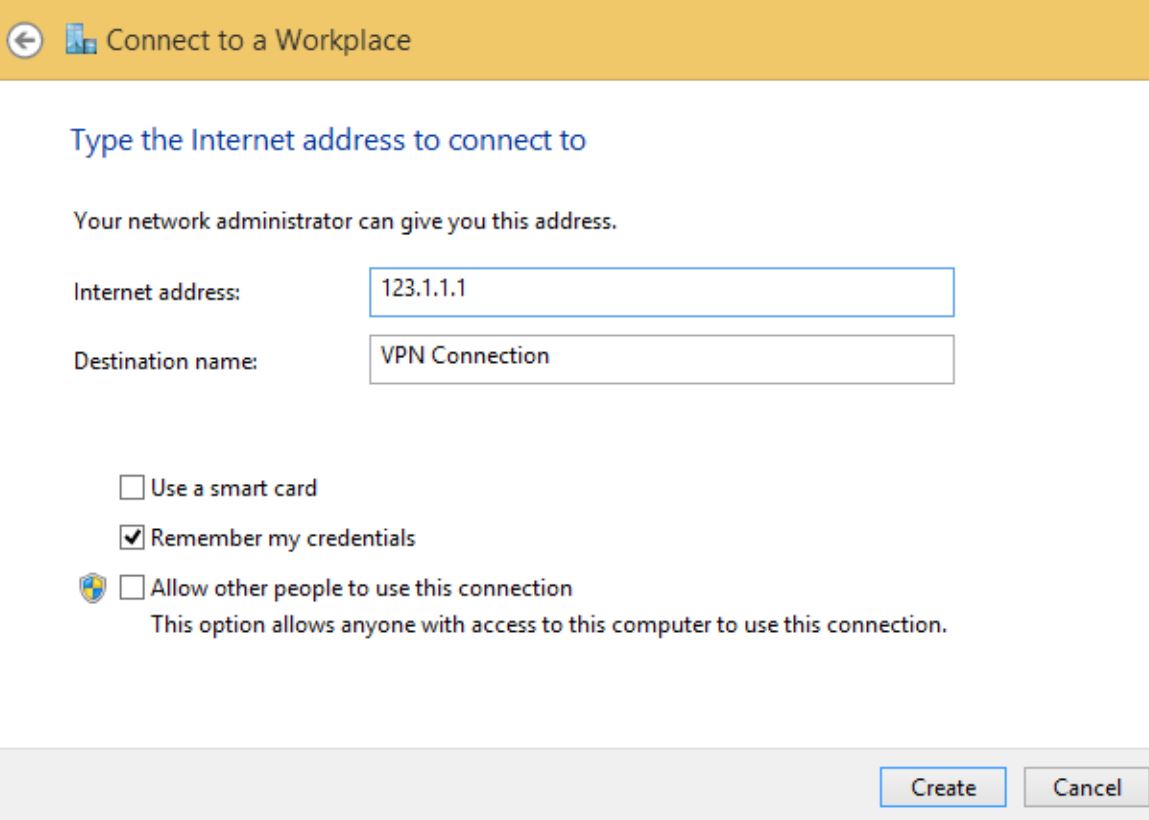 Connect to a Workplace
Type the Internet address to connect to
Your network administrator can give you this address.
Internet address: 123.1.1.1
Destination name: VPN Connection
Use a smart card
Remember my credentials
Allow other people to use this connection
This option allows anyone with access to this computer to use this connection.
Create Cancel